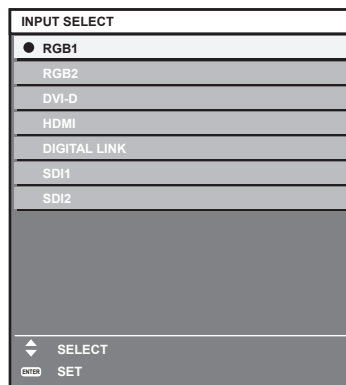 INPUT SELECT
RGB1
RGB2
DVI-D
HDMI
DIGITAL LINK
SDI1
SDI2
SELECT
ENTER SET